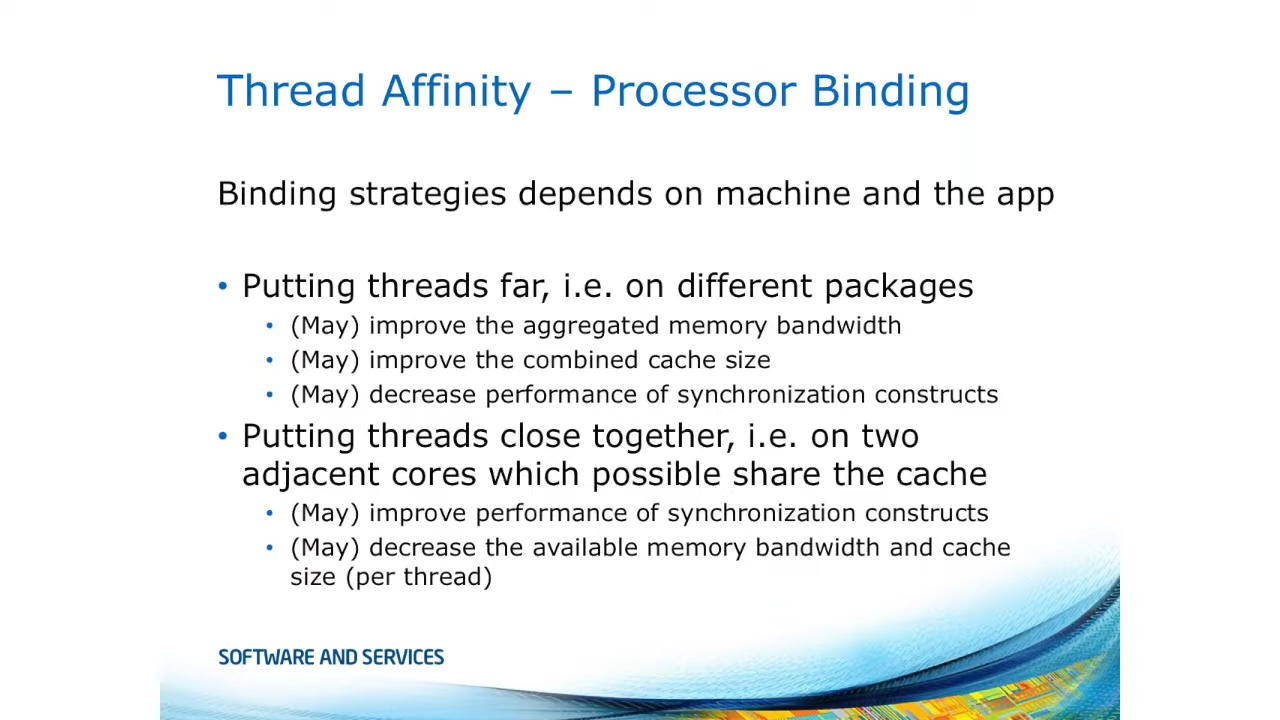 Thread Affinity – Processor Binding
Binding strategies depends on machine and the app
• Putting threads far, i.e. on different packages
• (May) improve the aggregated memory bandwidth
• (May) improve the combined cache size
• (May) decrease performance of synchronization constructs
• Putting threads close together, i.e. on two
adjacent cores which possible share the cache
• (May) improve performance of synchronization constructs
• (May) decrease the available memory bandwidth and cache
size (per thread)
SOFTWARE AND SERVICES